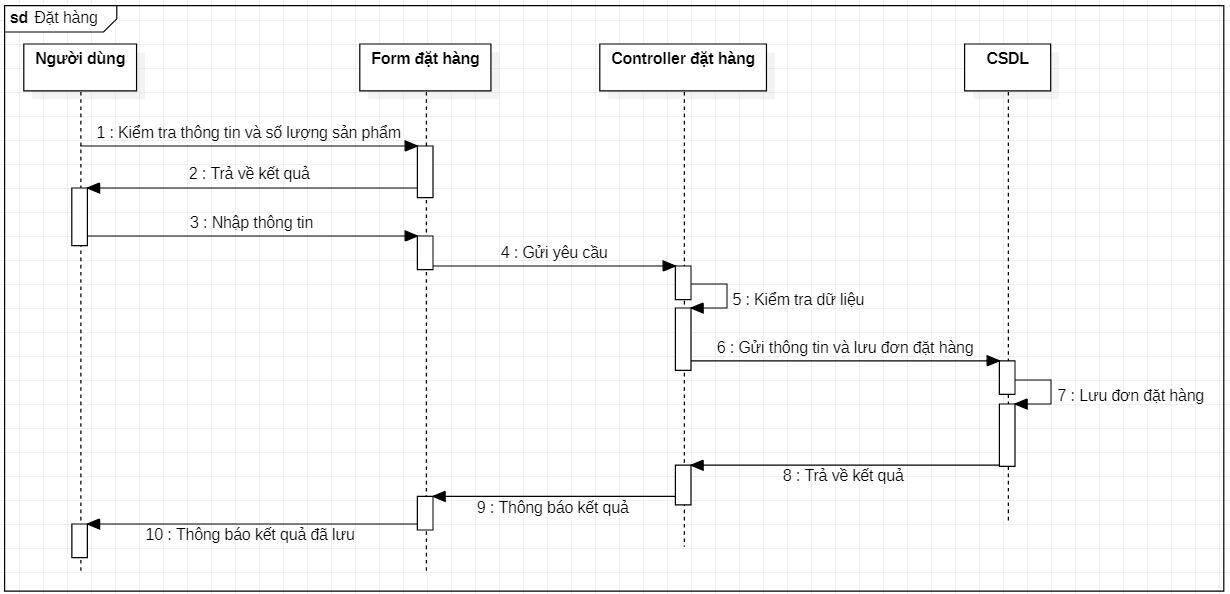 sd Đặt hàng
Người dùng
Form đặt hàng
Controller đặt hàng
CSDL
1 : Kiểm tra thông tin và số lượng sản phẩm
2 : Trả về kết quả
3 : Nhập thông tin
4 : Gửi yêu cầu
5 : Kiểm tra dữ liệu
6 : Gửi thông tin và lưu đơn đặt hàng
7 : Lưu đơn đặt hàng
8 : Trả về kết quả
9 : Thông báo kết quả
10 : Thông báo kết quả đã lưu